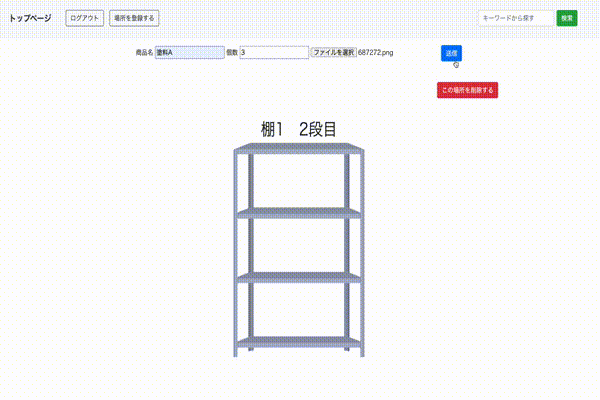 トップページ ログアウト 場所を登録する キーワードから探す 検索
商品名 塗料A 個数 3 ファイルを選択 687272.png 送信
この場所を削除する
棚1 2段目